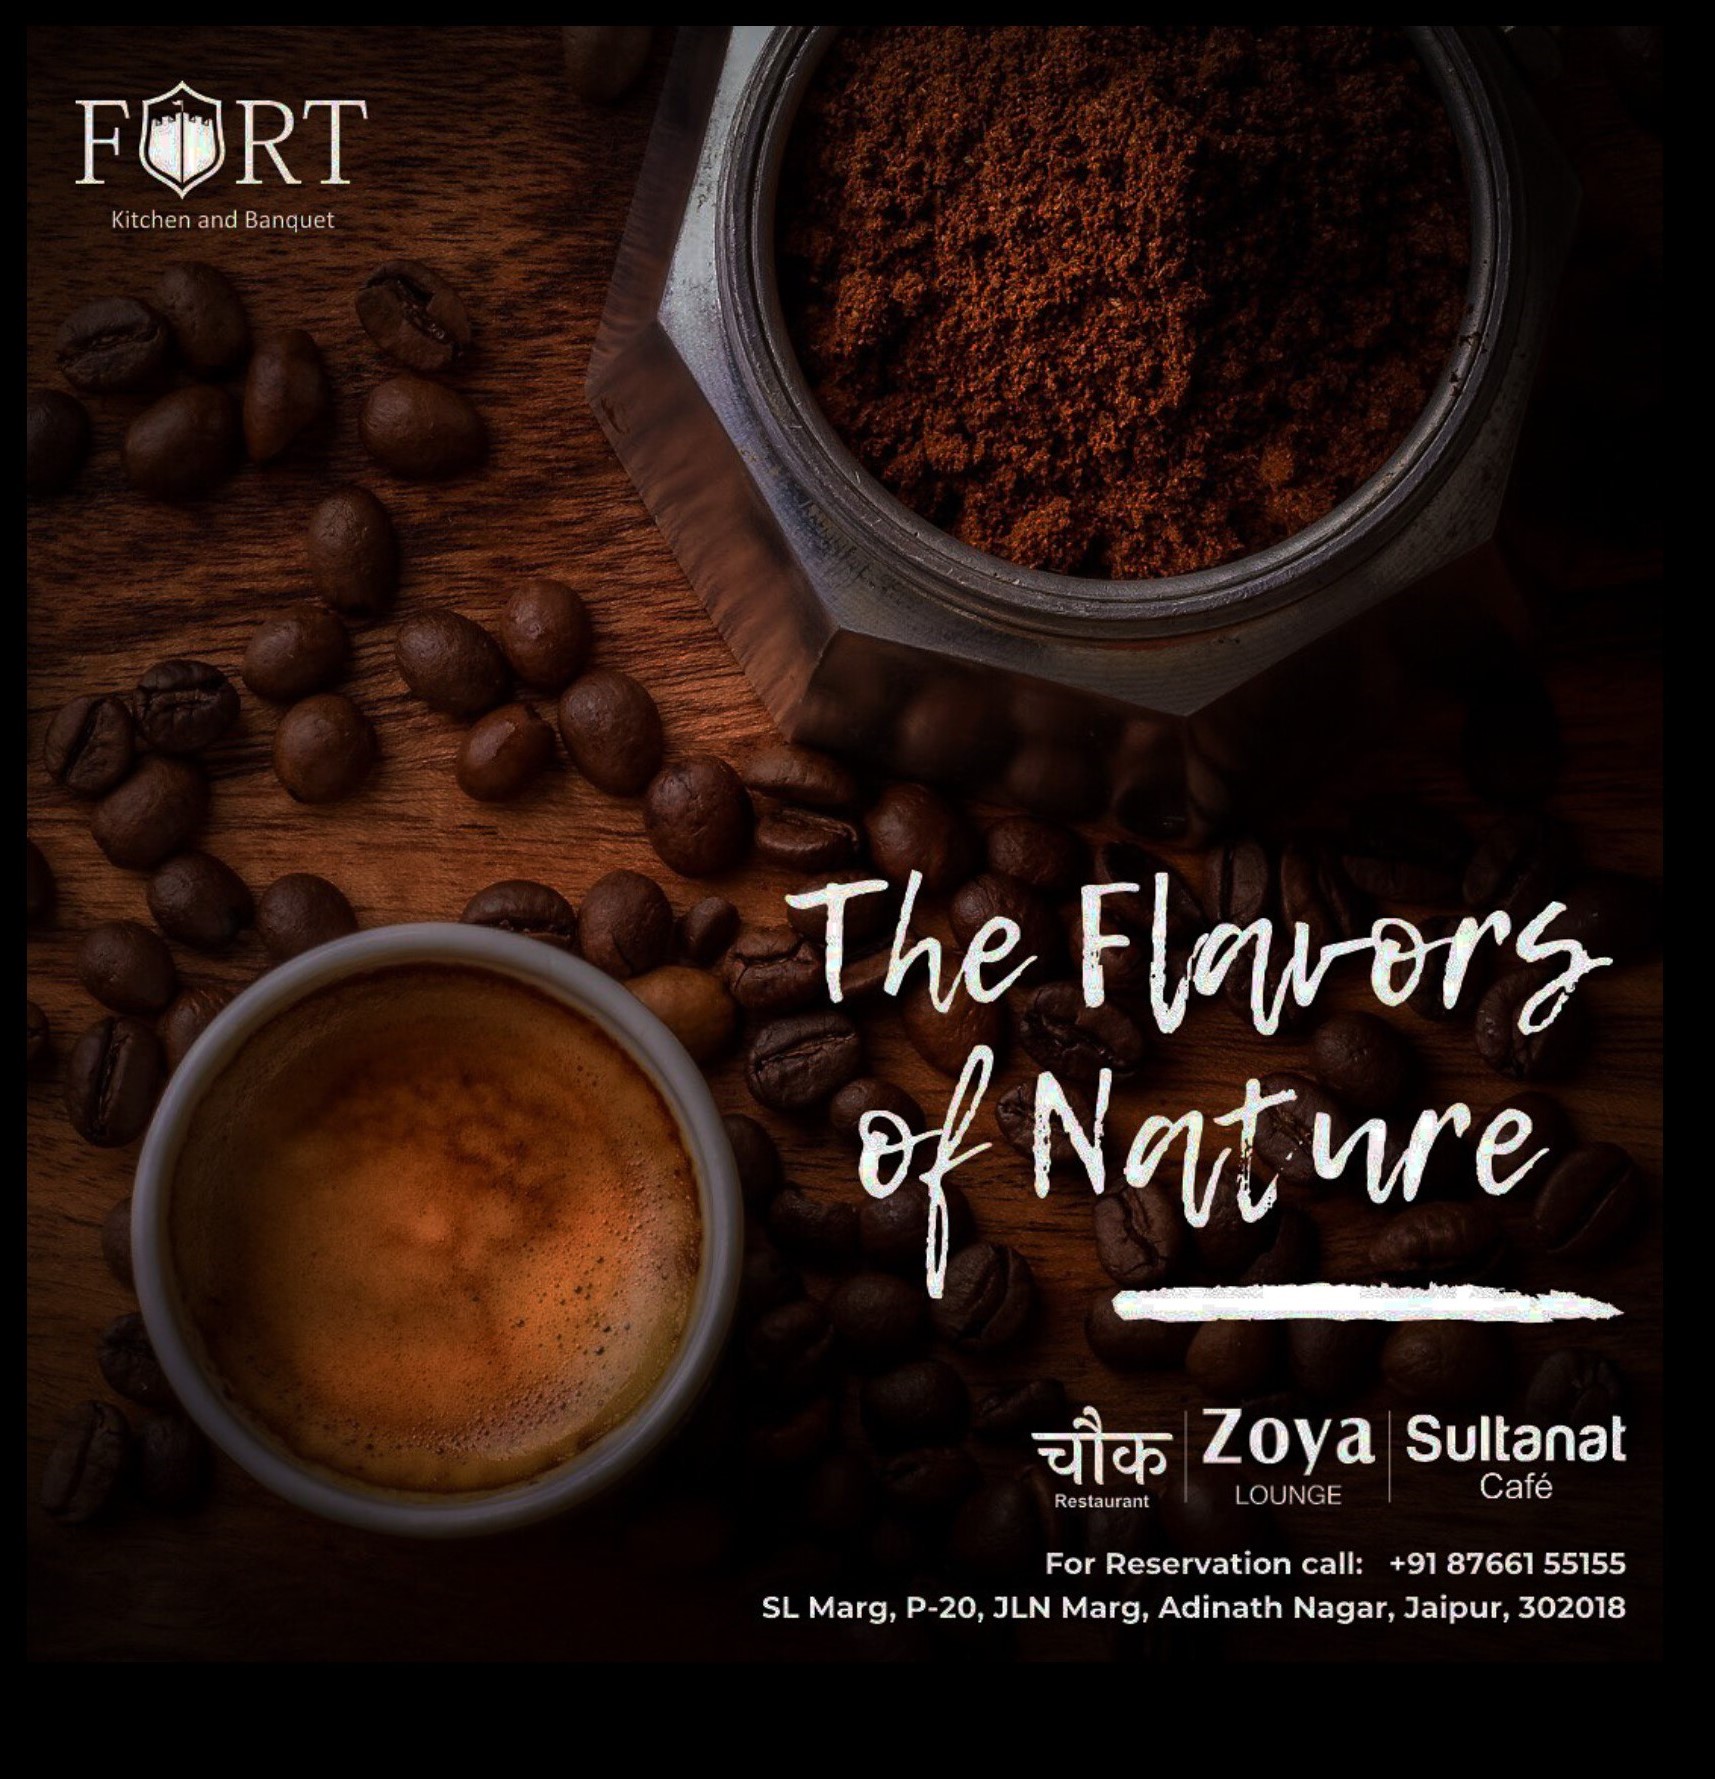 FORT
Kitchen and Banquet
The Flavors
of Nature
चौक
Restaurant
Zoya
LOUNGE
Sultanat
Café
For Reservation call: +91 87661 55155
SL Marg, P-20, JLN Marg, Adinath Nagar, Jaipur, 302018